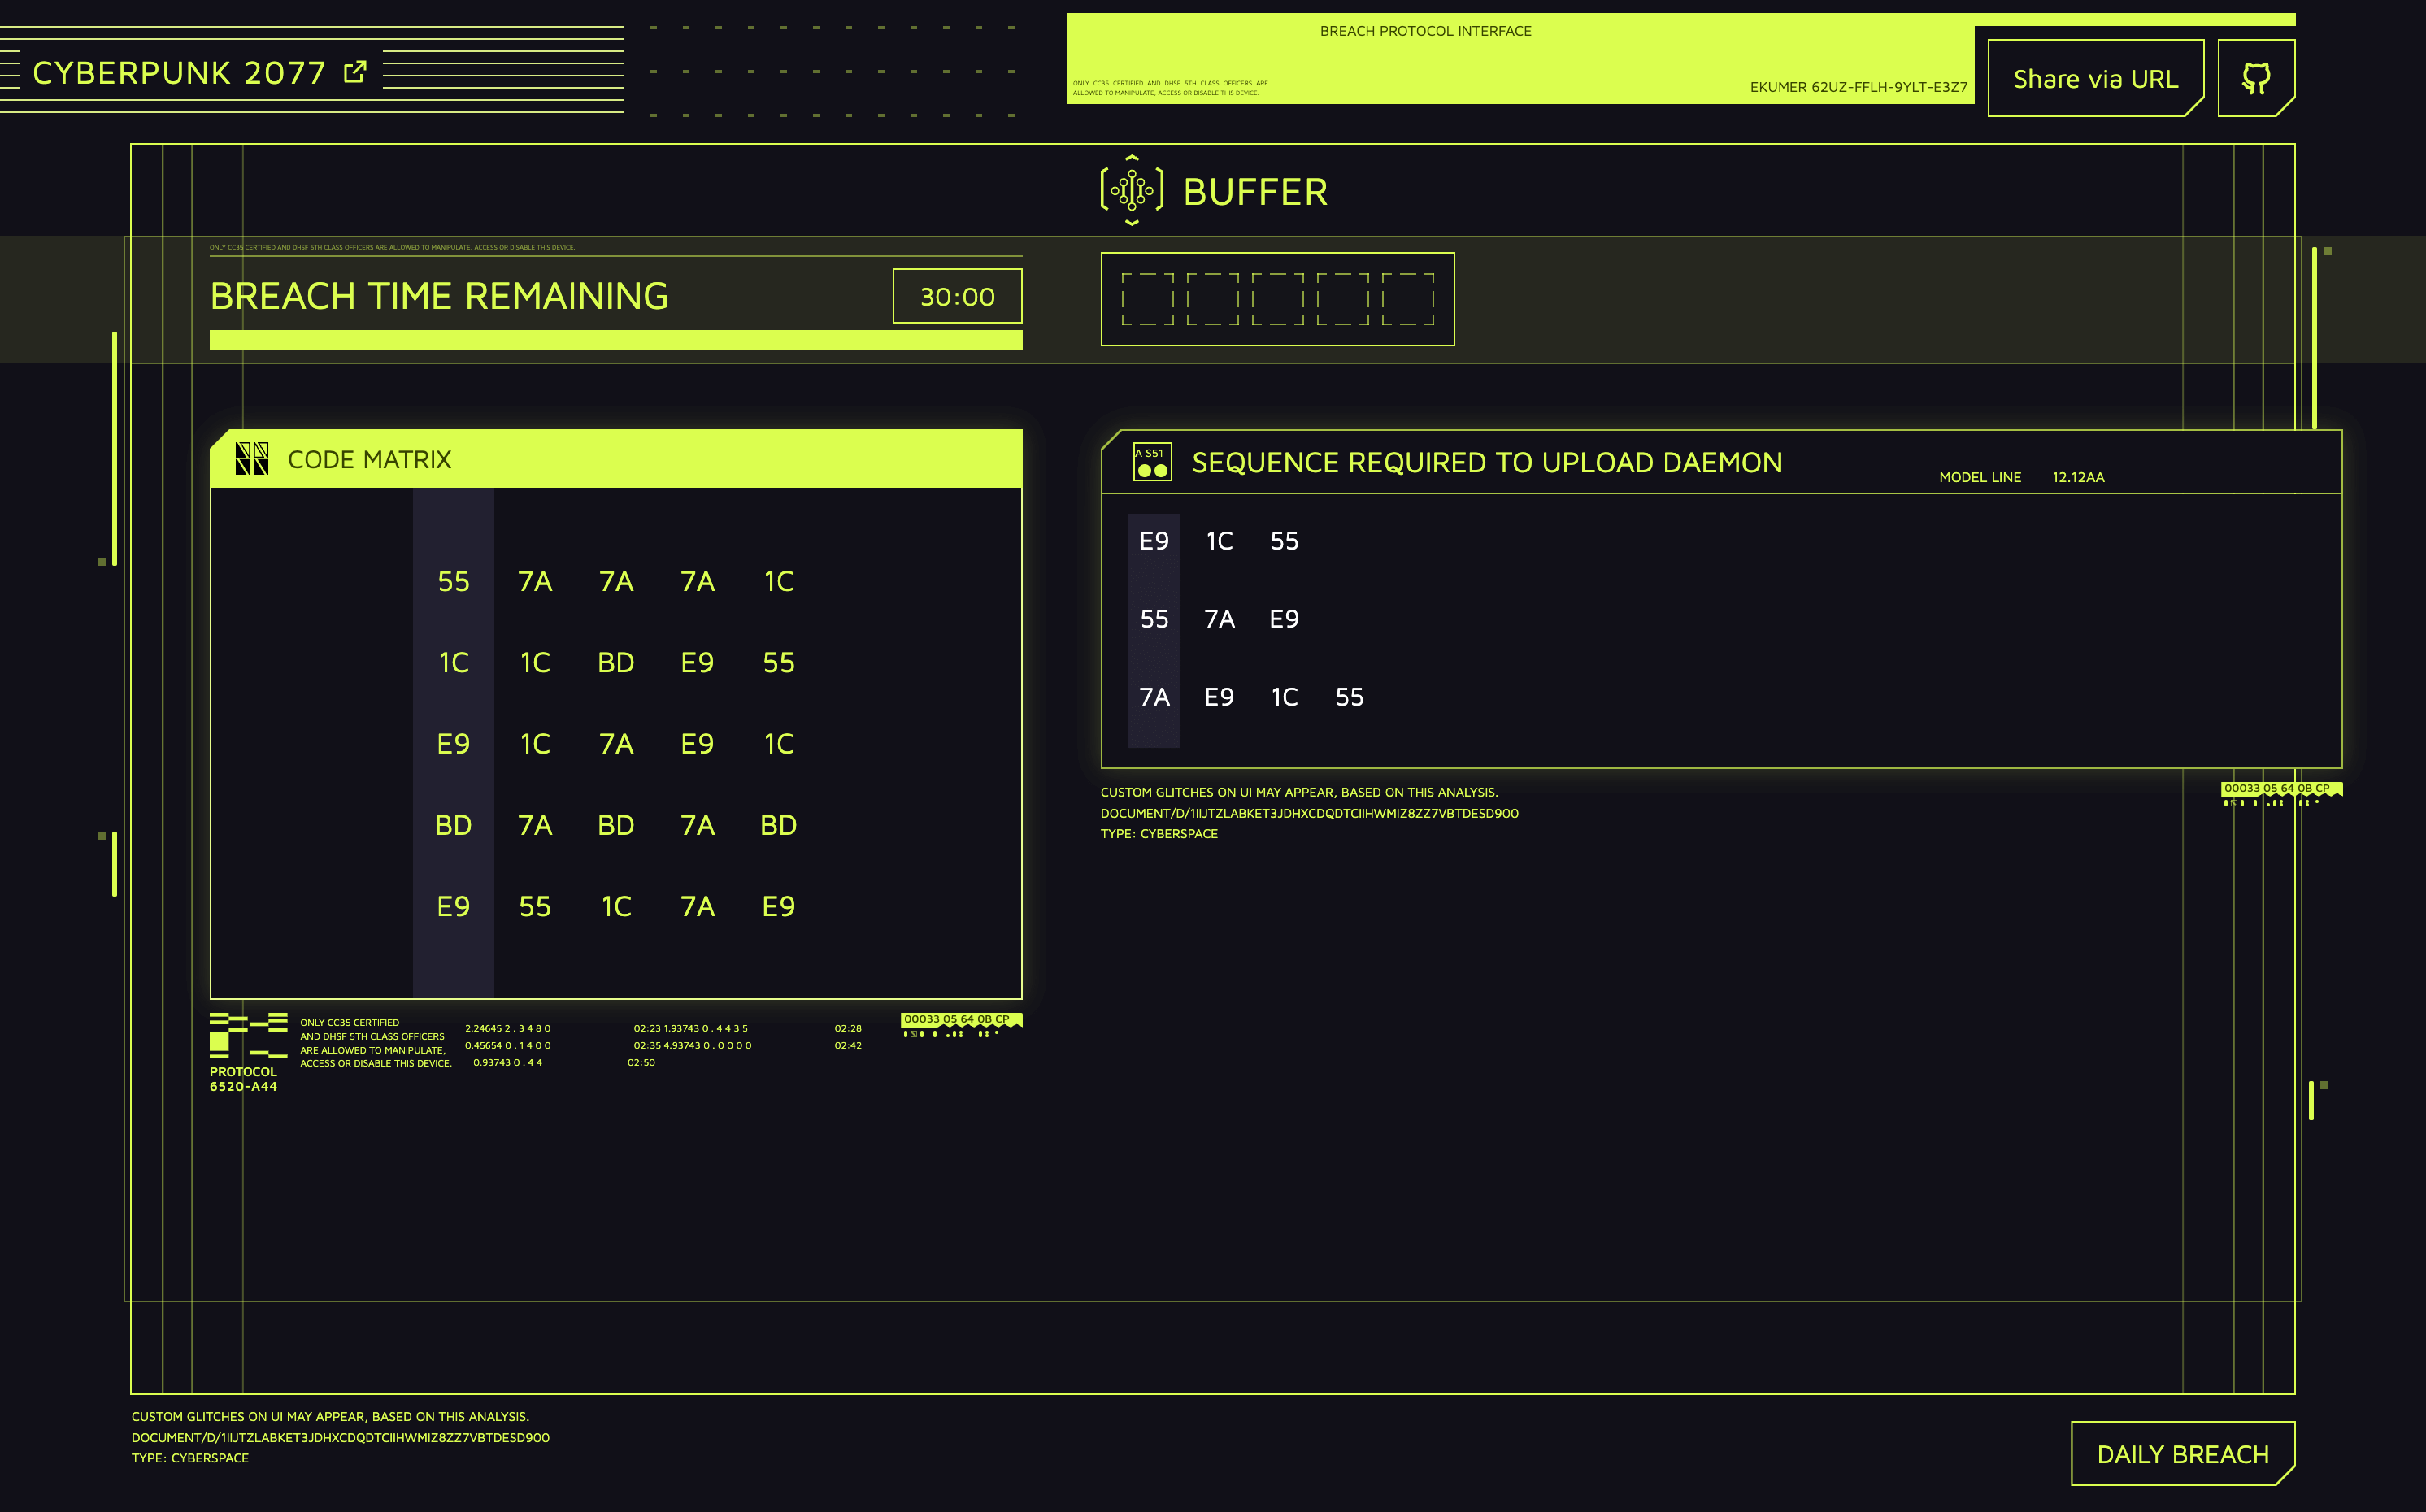 CYBERPUNK 2077
BREACH PROTOCOL INTERFACE
ONLY CC35 CERTIFIED AND DHSF 5TH CLASS OFFICERS ARE
ALLOWED TO MANIPULATE, ACCESS OR DISABLE THIS DEVICE.
EKUMER 62UZ-FFLH-9YLT-E3Z7
Share via URL
BUFFER
ONLY CC35 CERTIFIED AND DHSF 5TH CLASS OFFICERS ARE ALLOWED TO MANIPULATE, ACCESS OR DISABLE THIS DEVICE.
BREACH TIME REMAINING
30:00
CODE MATRIX
55 7A 7A 7A 1C
1C 1C BD E9 55
E9 1C 7A E9 1C
BD 7A BD 7A BD
E9 55 1C 7A E9
PROTOCOL
6520-A44
ONLY CC35 CERTIFIED
AND DHSF 5TH CLASS OFFICERS
ARE ALLOWED TO MANIPULATE,
ACCESS OR DISABLE THIS DEVICE.
2.24645 2 . 3 4 8 0 02:23 1.93743 0 . 4 4 3 5 02:28
0.45654 0 . 1 4 0 0 02:35 4.93743 0 . 0 0 0 0 02:42
0.93743 0 . 4 4 02:50
00033 05 64 0B CP
A S51
SEQUENCE REQUIRED TO UPLOAD DAEMON
MODEL LINE 12.12AA
E9 1C 55
55 7A E9
7A E9 1C 55
CUSTOM GLITCHES ON UI MAY APPEAR, BASED ON THIS ANALYSIS.
DOCUMENT/D/1IIJTZLABKET3JDHXCDQDTCIIHWMIZ8ZZ7VBTDESD900
TYPE: CYBERSPACE
00033 05 64 0B CP
CUSTOM GLITCHES ON UI MAY APPEAR, BASED ON THIS ANALYSIS.
DOCUMENT/D/1IIJTZLABKET3JDHXCDQDTCIIHWMIZ8ZZ7VBTDESD900
TYPE: CYBERSPACE
DAILY BREACH